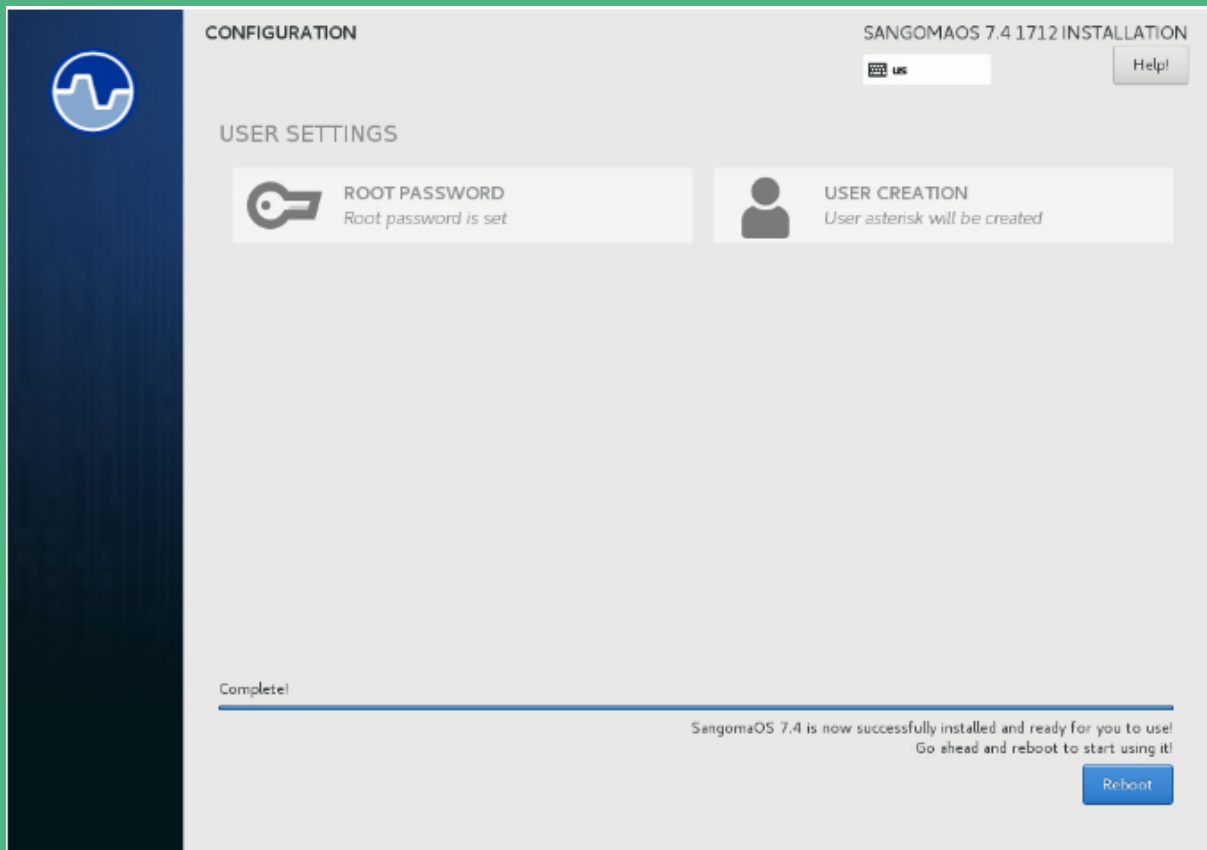 CONFIGURATION
SANGOMAOS 7.4 1712 INSTALLATION
us
Help!
USER SETTINGS
ROOT PASSWORD
Root password is set
USER CREATION
User asterisk will be created
Complete!
SangomaOS 7.4 is now successfully installed and ready for you to use!
Go ahead and reboot to start using it!
Reboot